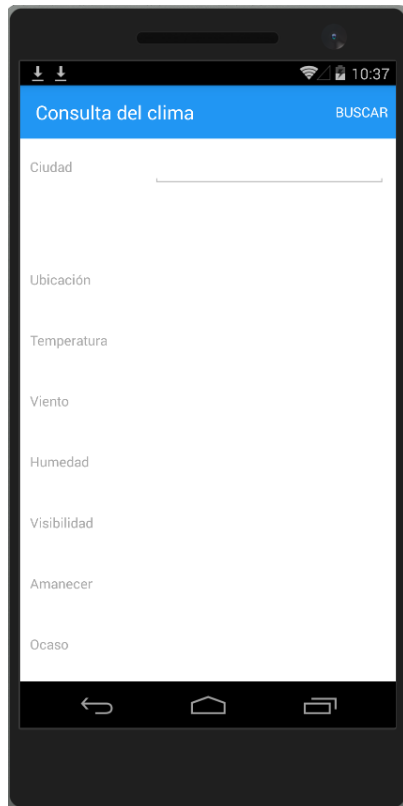 10:37
Consulta del clima BUSCAR
Ciudad
Ubicación
Temperatura
Viento
Humedad
Visibilidad
Amanecer
Ocaso